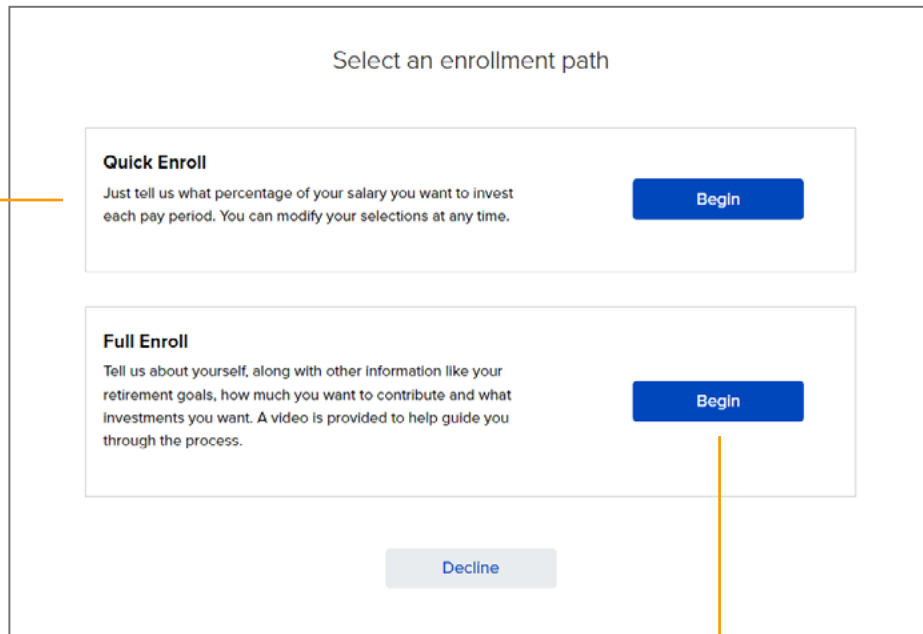 Select an enrollment path
Quick Enroll
Just tell us what percentage of your salary you want to invest
each pay period. You can modify your selections at any time.
Begin
Full Enroll
Tell us about yourself, along with other information like your
retirement goals, how much you want to contribute and what
investments you want. A video is provided to help guide you
through the process.
Begin
Decline